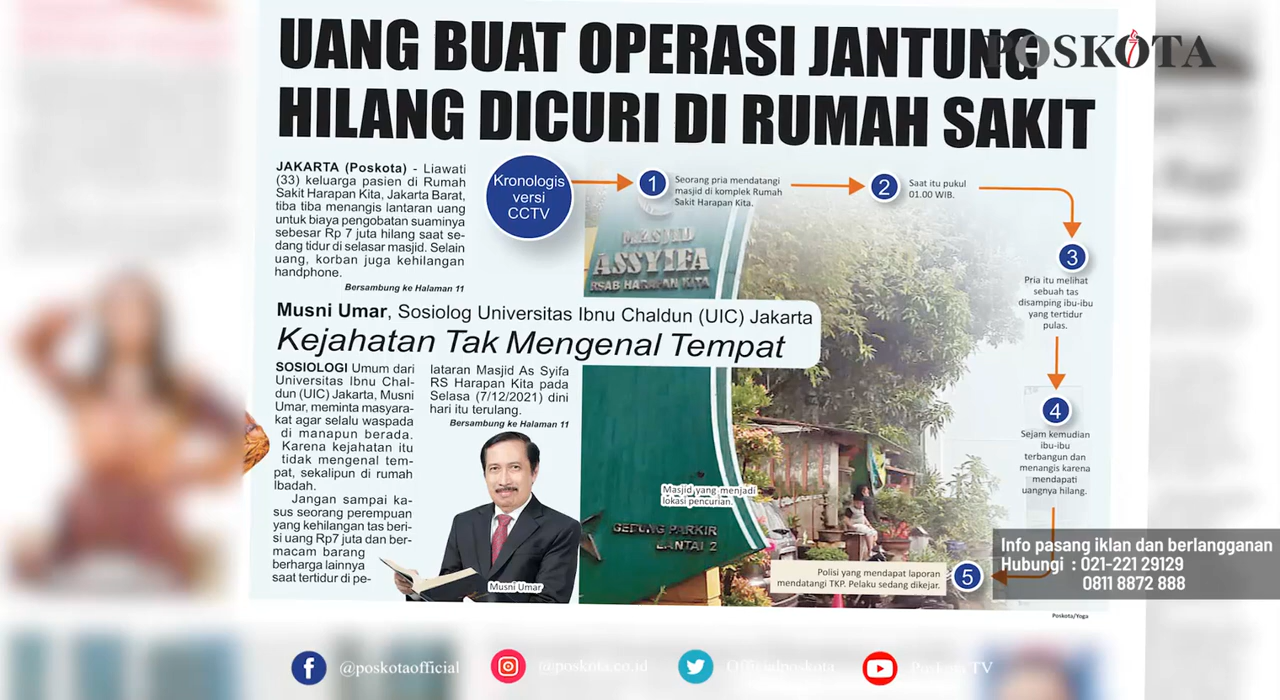 UANG BUAT OPERASI JANTUNG
HILANG DICURI DI RUMAH SAKIT
POSKOTA
JAKARTA (Poskota) - Liawati
(33) keluarga pasien di Rumah
Sakit Harapan Kita, Jakarta Barat,
tiba tiba menangis lantaran uang
untuk biaya pengobatan suaminya
sebesar Rp 7 juta hilang saat se-
dang tidur di selasar masjid. Selain
uang, korban juga kehilangan
handphone.
Bersambung ke Halaman 11
Kronologis
versi
CCTV
1
Seorang pria mendatangi
masjid di komplek Rumah
Sakit Harapan Kita.
2
Saat itu pukul
01.00 WIB.
3
Pria itu melihat
sebuah tas
disamping ibu-ibu
yang tertidur
pulas.
4
Sejam kemudian
ibu-ibu
terbangun dan
menangis karena
mendapati
uangnya hilang.
5
Polisi yang mendapat laporan
mendatangi TKP. Pelaku sedang dikejar.
MASJID
ASSYIFA
RSAB HARAPAN KITA
Musni Umar, Sosiolog Universitas Ibnu Chaldun (UIC) Jakarta
Kejahatan Tak Mengenal Tempat
SOSIOLOGI Umum dari
Universitas Ibnu Chal-
dun (UIC) Jakarta, Musni
Umar, meminta masyara-
kat agar selalu waspada
di manapun berada.
Karena kejahatan itu
tidak mengenal tem-
pat, sekalipun di rumah
Ibadah.
Jangan sampai ka-
sus seorang perempuan
yang kehilangan tas beri-
si uang Rp7 juta dan ber-
macam barang
berharga lainnya
saat tertidur di pe-
lataran Masjid As Syifa
RS Harapan Kita pada
Selasa (7/12/2021) dini
hari itu terulang.
Bersambung ke Halaman 11
Musni Umar
Masjid yang menjadi
lokasi pencurian.
GEDUNG PARKIR
LANTAI 2
Poskota/Yoga
Info pasang iklan dan berlangganan
Hubungi : 021-221 29129
0811 8872 888
@poskotaofficial
@poskota.co.id
Officialposkota
Poskota TV